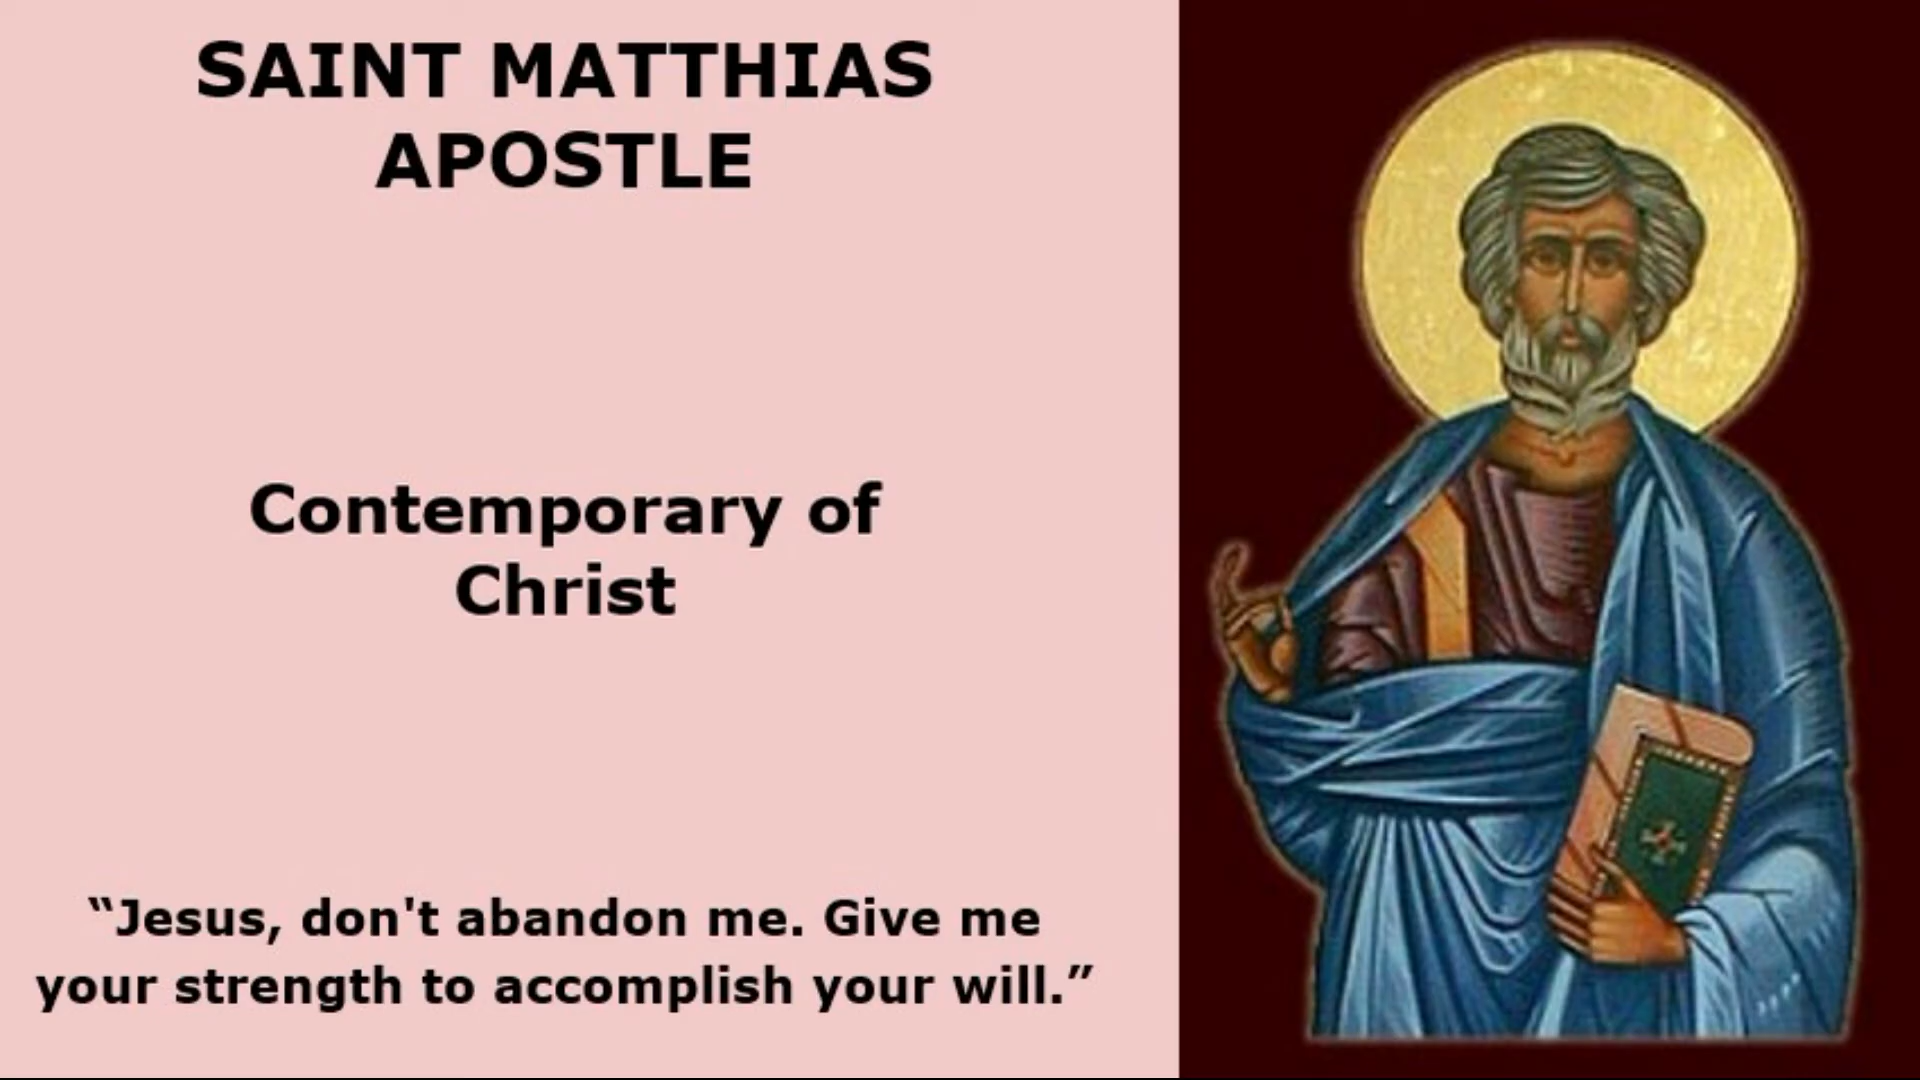 SAINT MATTHIAS
APOSTLE
Contemporary of
Christ
“Jesus, don't abandon me. Give me
your strength to accomplish your will.”